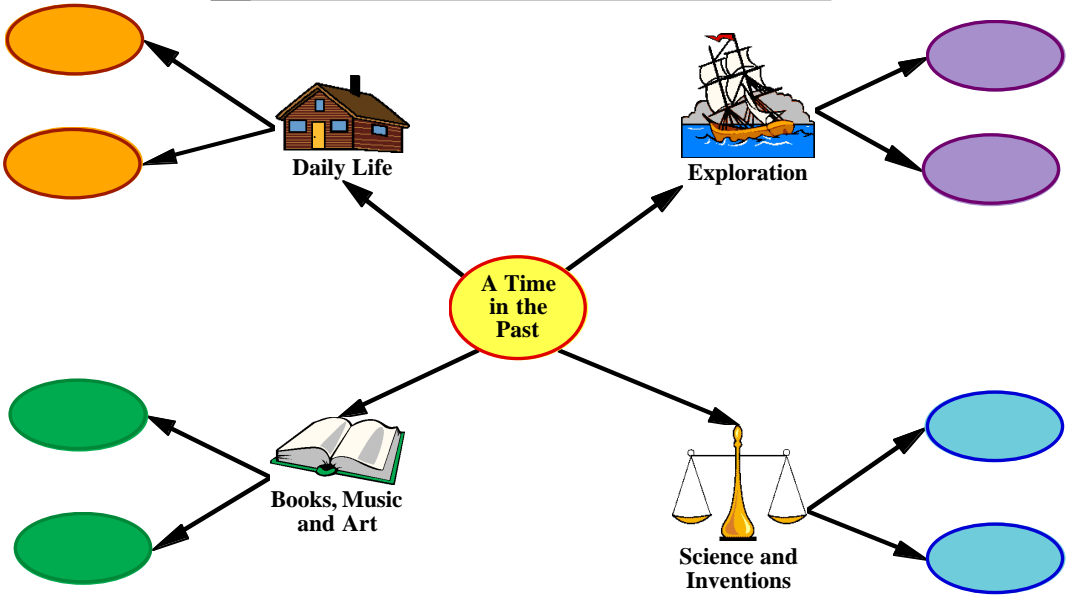 Daily Life
Exploration
A Time
in the
Past
Books, Music
and Art
Science and
Inventions